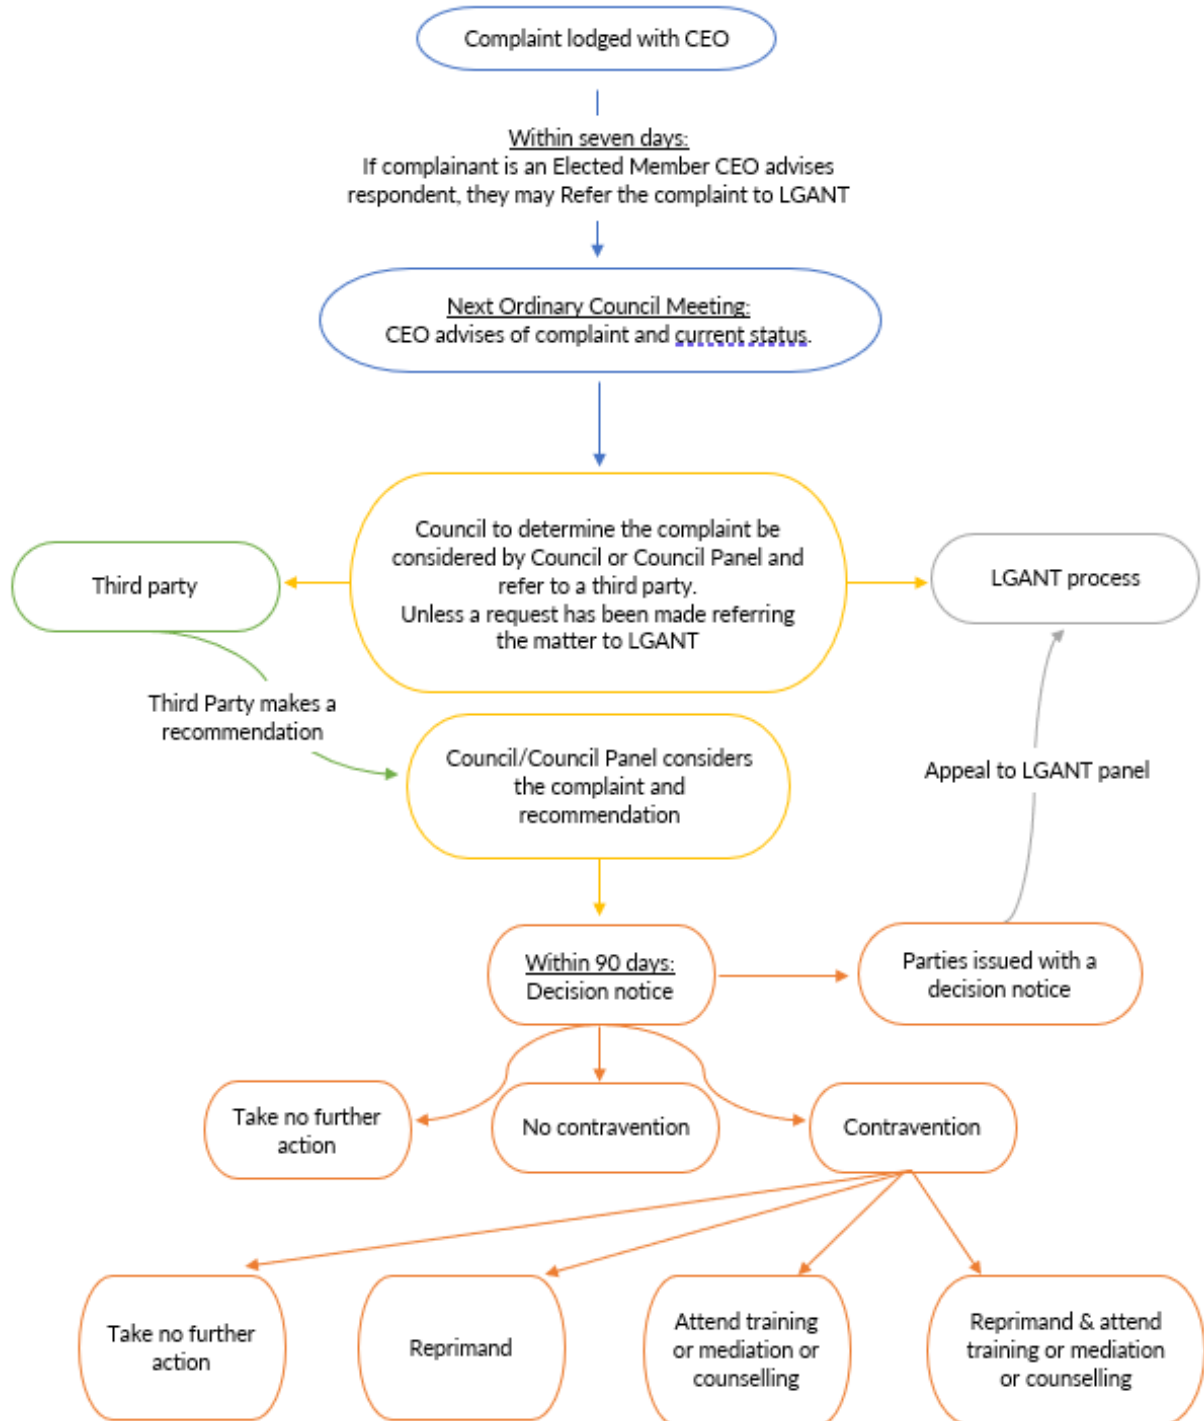 Complaint lodged with CEO
Within seven days:
If complainant is an Elected Member CEO advises
respondent, they may Refer the complaint to LGANT
Next Ordinary Council Meeting:
CEO advises of complaint and current status.
Council to determine the complaint be
considered by Council or Council Panel and
refer to a third party.
Unless a request has been made referring
the matter to LGANT
Third party
LGANT process
Third Party makes a
recommendation
Council/Council Panel considers
the complaint and
recommendation
Appeal to LGANT panel
Within 90 days:
Decision notice
Parties issued with a
decision notice
Take no further
action
No contravention
Contravention
Take no further
action
Reprimand
Attend training
or mediation or
counselling
Reprimand & attend
training or mediation
or counselling